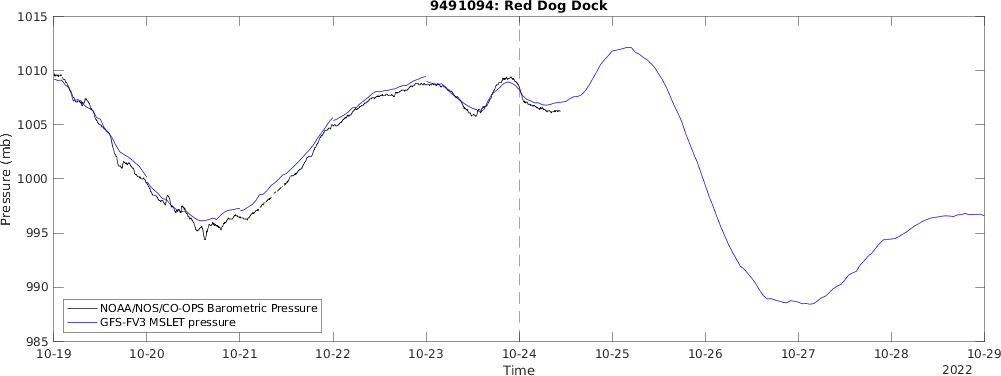 9491094: Red Dog Dock
Pressure (mb)
1015
1010
1005
1000
995
990
985
NOAA/NOS/CO-OPS Barometric Pressure
GFS-FV3 MSLET pressure
10-19 10-20 10-21 10-22 10-23 10-24 10-25 10-26 10-27 10-28 10-29
Time
2022